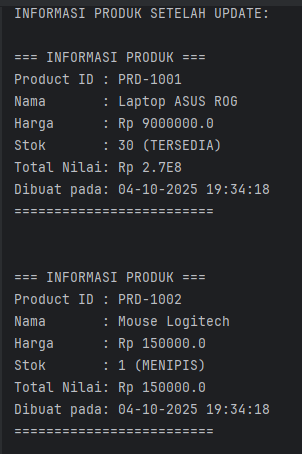 INFORMASI PRODUK SETELAH UPDATE:
=== INFORMASI PRODUK ===
Product ID : PRD-1001
Nama       : Laptop ASUS ROG
Harga      : Rp 9000000.0
Stok       : 30 (TERSEDIA)
Total Nilai: Rp 2.7E8
Dibuat pada: 04-10-2025 19:34:18
=========================
=== INFORMASI PRODUK ===
Product ID : PRD-1002
Nama       : Mouse Logitech
Harga      : Rp 150000.0
Stok       : 1 (MENIPIS)
Total Nilai: Rp 150000.0
Dibuat pada: 04-10-2025 19:34:18
=========================